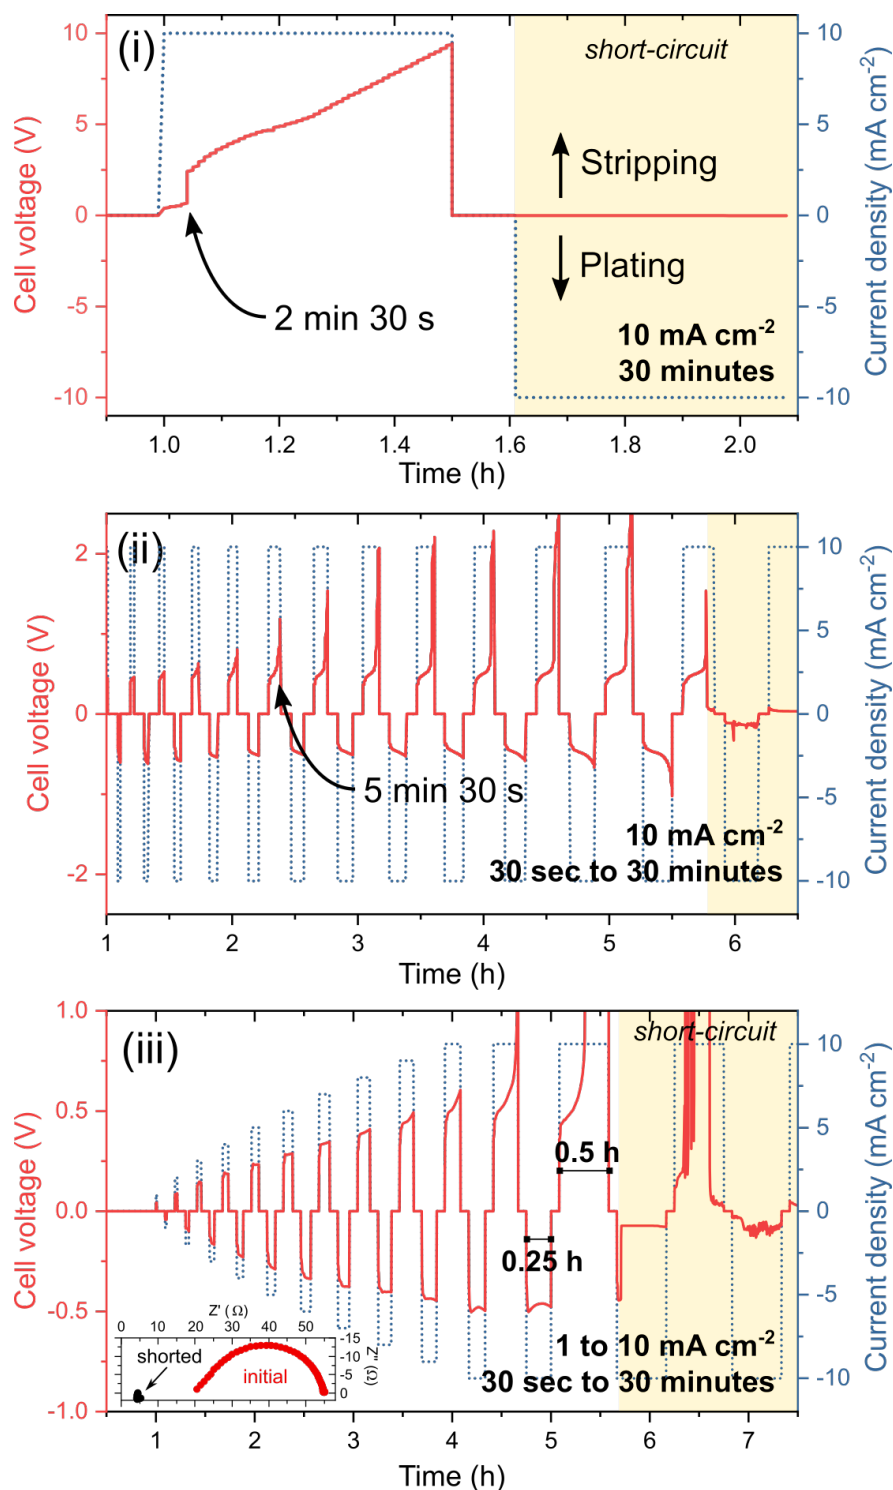 (i)
short-circuit
Stripping
Plating
2 min 30 s
10 mA cm-2
30 minutes
10
5
0
-5
-10
Cell voltage (V)
10
5
0
-5
-10
Current density (mA cm-2)
1.0 1.2 1.4 1.6 1.8 2.0
Time (h)
(ii)
5 min 30 s
10 mA cm-2
30 sec to 30 minutes
2
0
-2
Cell voltage (V)
10
5
0
-5
-10
Current density (mA cm-2)
1 2 3 4 5 6
Time (h)
(iii)
short-circuit
0.5 h
0.25 h
1 to 10 mA cm-2
30 sec to 30 minutes
1.0
0.5
0.0
-0.5
-1.0
Cell voltage (V)
10
5
0
-5
-10
Current density (mA cm-2)
Z' (Ω)
0 10 20 30 40 50
-15
-10
-5
0
Z'' (Ω)
shorted
initial
1 2 3 4 5 6 7
Time (h)